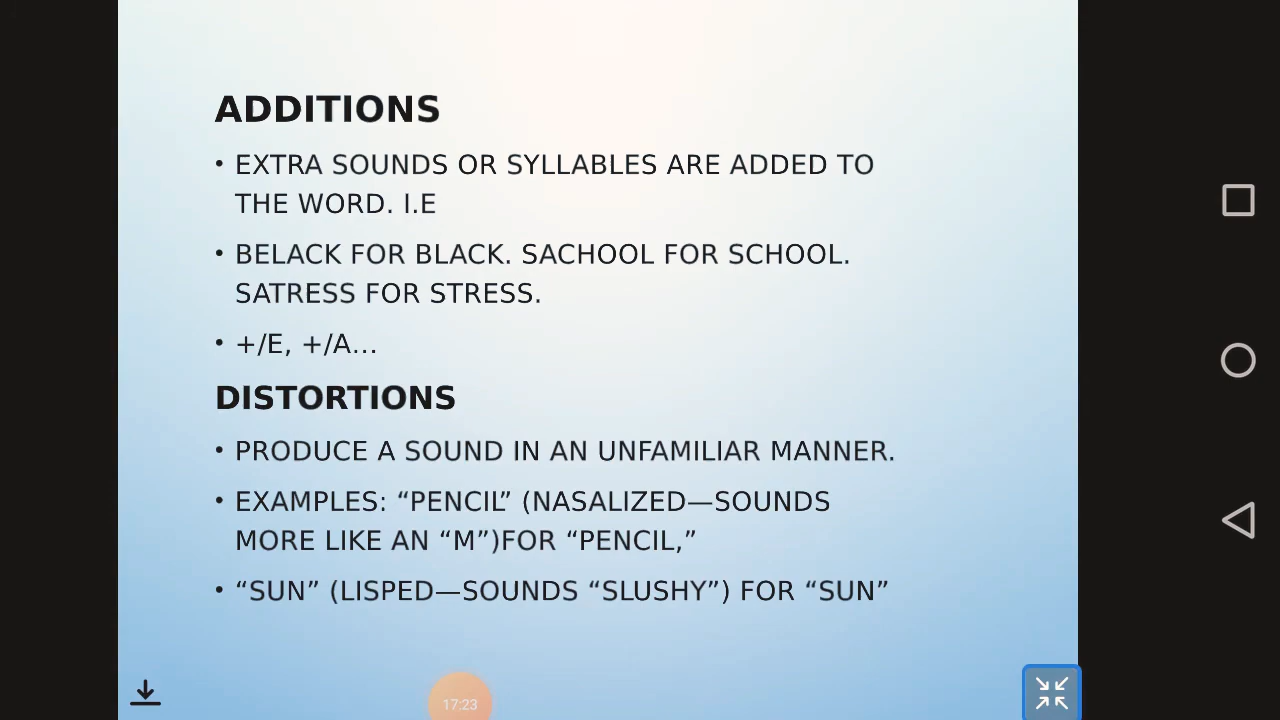 ADDITIONS
• EXTRA SOUNDS OR SYLLABLES ARE ADDED TO
THE WORD. I.E
• BELACK FOR BLACK. SACHOOL FOR SCHOOL.
SATRESS FOR STRESS.
• +/E, +/A...
DISTORTIONS
• PRODUCE A SOUND IN AN UNFAMILIAR MANNER.
• EXAMPLES: “PENCIL” (NASALIZED—SOUNDS
MORE LIKE AN “M”)FOR “PENCIL,”
• “SUN” (LISPED—SOUNDS “SLUSHY”) FOR “SUN”
17:23